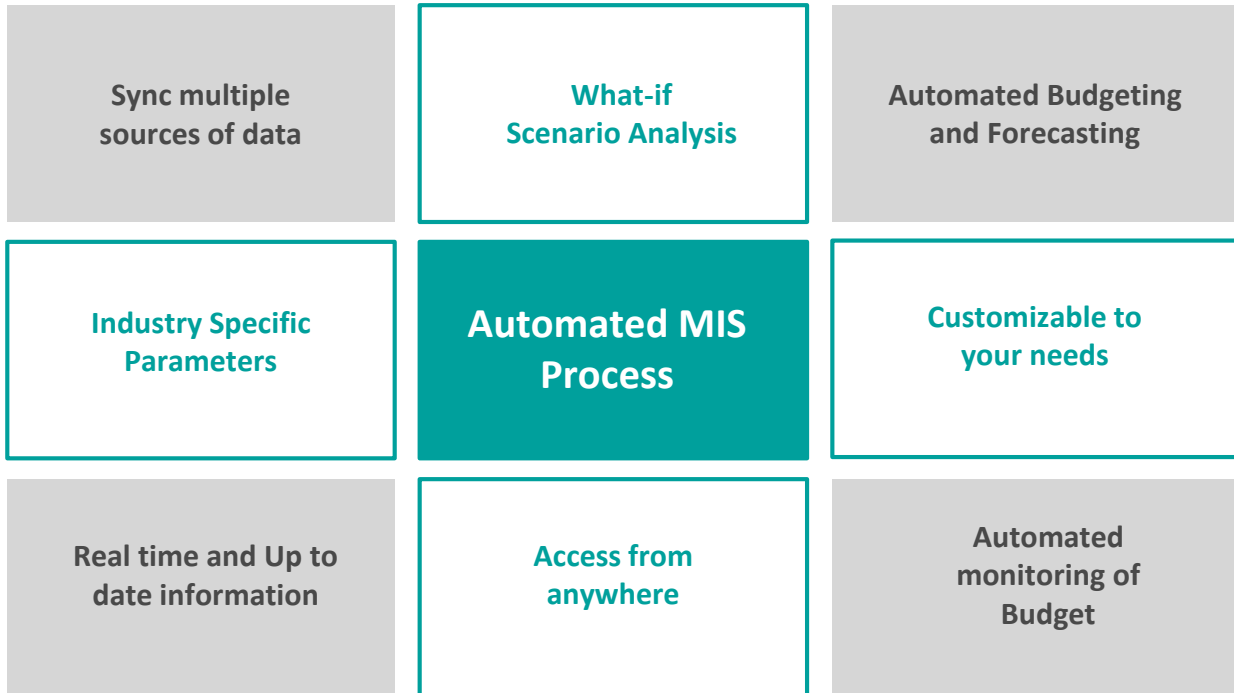 Sync multiple
sources of data
What-if
Scenario Analysis
Automated Budgeting
and Forecasting
Industry Specific
Parameters
Automated MIS
Process
Customizable to
your needs
Real time and Up to
date information
Access from
anywhere
Automated
monitoring of
Budget